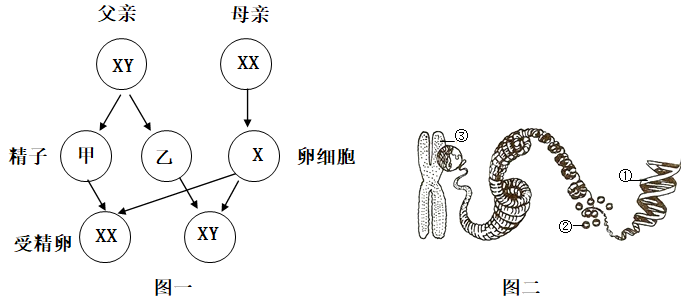 父亲 母亲
XY XX
精子 甲 乙 X 卵细胞
受精卵 XX XY
图一
③
①
②
图二